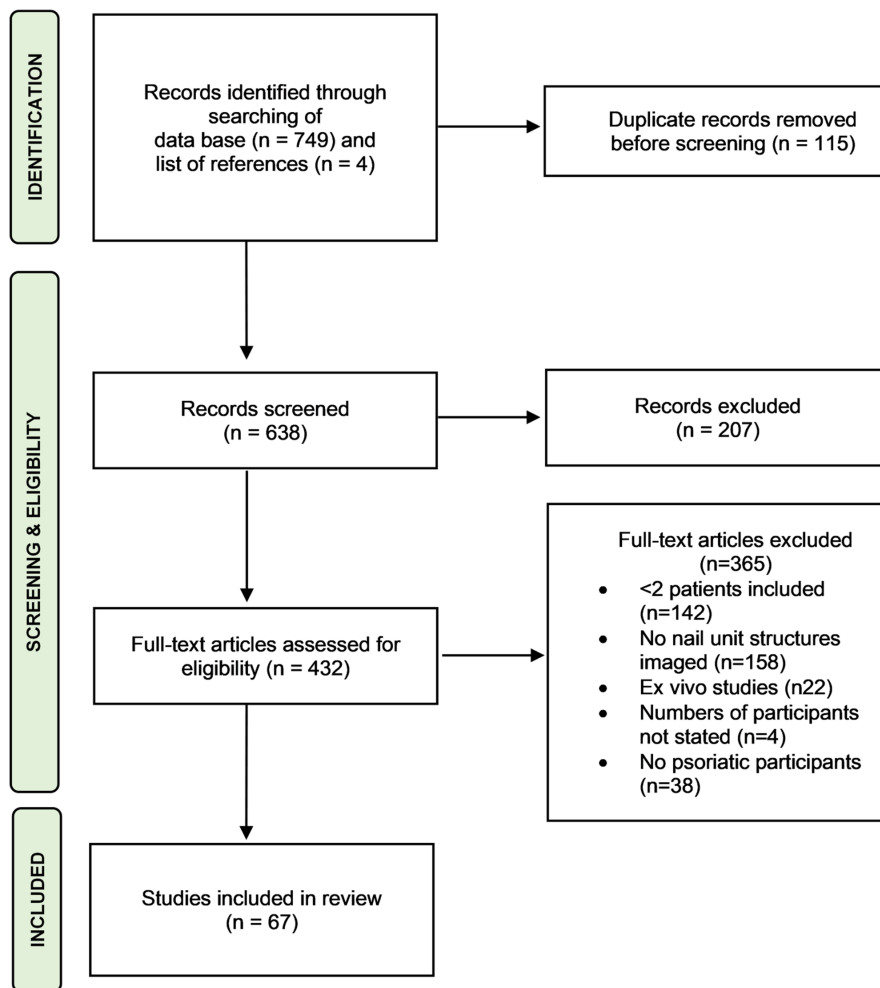 IDENTIFICATION
Records identified through
searching of
data base (n = 749) and
list of references (n = 4)
Duplicate records removed
before screening (n = 115)
SCREENING & ELIGIBILITY
Records screened
(n = 638)
Records excluded
(n = 207)
Full-text articles assessed for
eligibility (n = 432)
Full-text articles excluded
(n=365)
• <2 patients included
(n=142)
• No nail unit structures
imaged (n=158)
• Ex vivo studies (n22)
• Numbers of participants
not stated (n=4)
• No psoriatic participants
(n=38)
INCLUDED
Studies included in review
(n = 67)